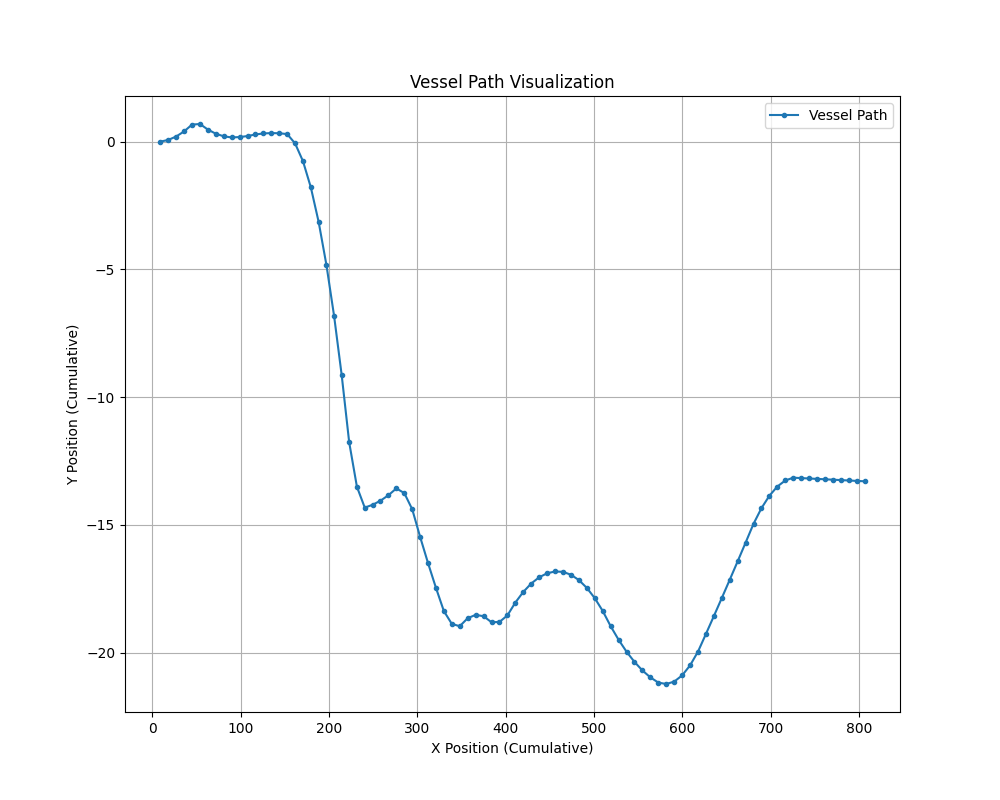 Vessel Path Visualization
Vessel Path
Y Position (Cumulative)
0
−5
−10
−15
−20
0 100 200 300 400 500 600 700 800
X Position (Cumulative)